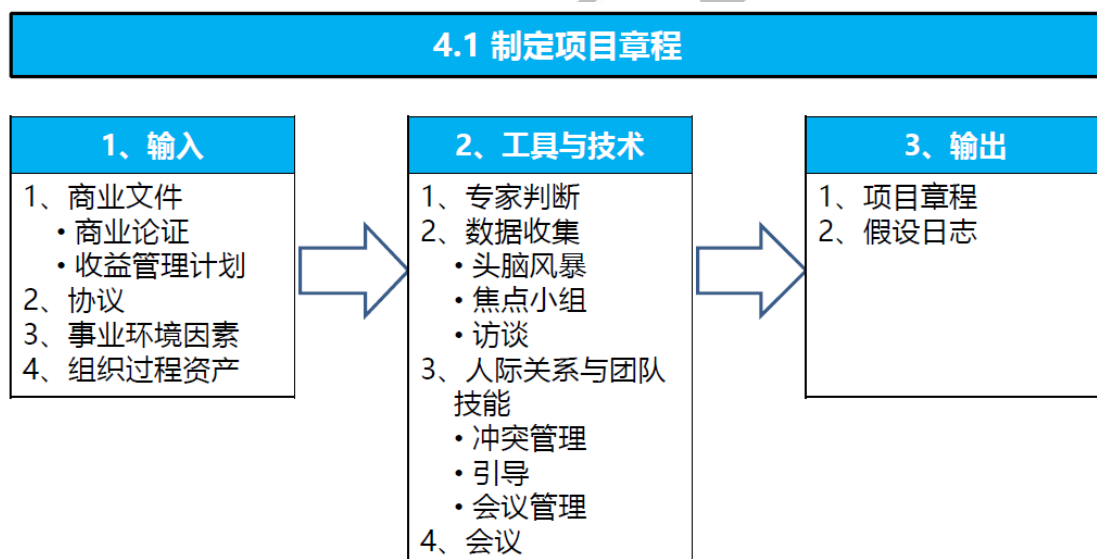 4.1 制定项目章程
1、输入
1、商业文件
• 商业论证
• 收益管理计划
2、协议
3、事业环境因素
4、组织过程资产
2、工具与技术
1、专家判断
2、数据收集
• 头脑风暴
• 焦点小组
• 访谈
3、人际关系与团队
技能
• 冲突管理
• 引导
• 会议管理
4、会议
3、输出
1、项目章程
2、假设日志